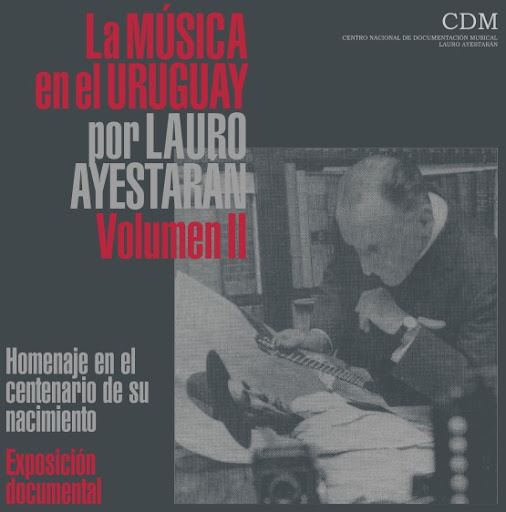 La MÚSICA
en el URUGUAY
por LAURO
AYESTARÁN
Volumen II
CDM
CENTRO NACIONAL DE DOCUMENTACIÓN MUSICAL
LAURO AYESTARÁN
Homenaje en el
centenario de su
nacimiento
Exposición
documental